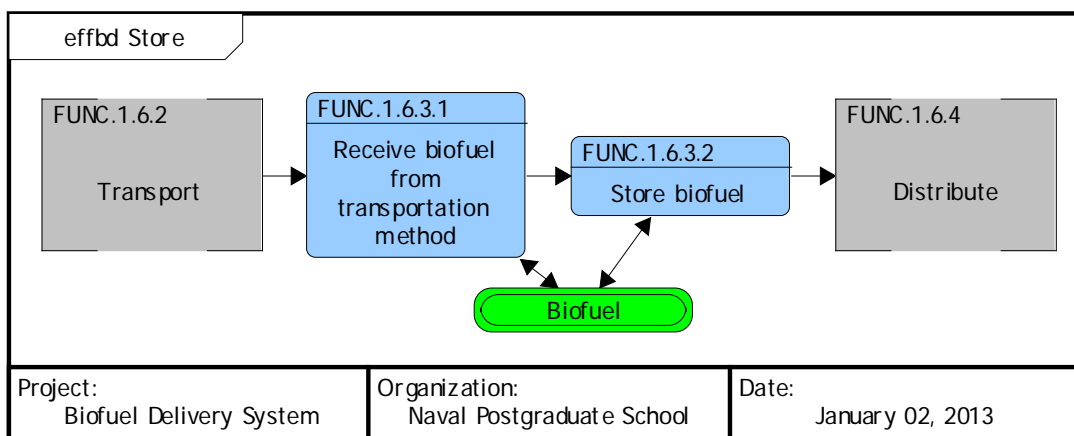 effbd Store
FUNC.1.6.2
Transport
FUNC.1.6.3.1
Receive biofuel
from
transportation
method
FUNC.1.6.3.2
Store biofuel
FUNC.1.6.4
Distribute
Biofuel
Project:
Biofuel Delivery System
Organization:
Naval Postgraduate School
Date:
January 02, 2013